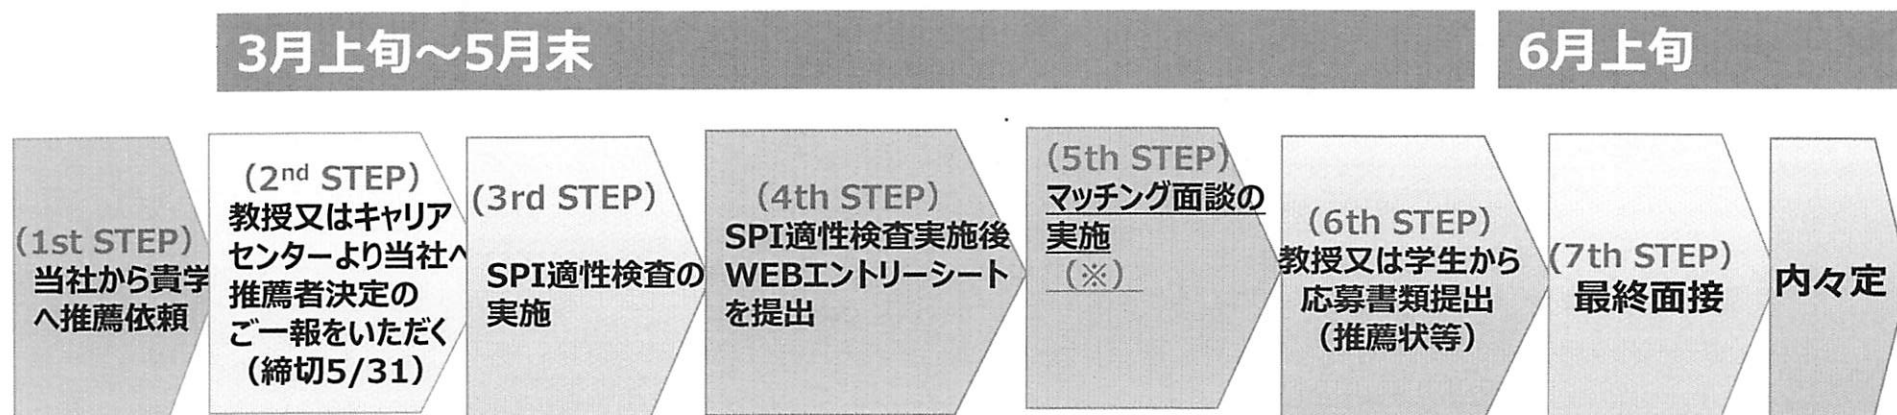 3月上旬～5月末
6月上旬
(1st STEP)
当社から貴学
へ推薦依頼
(2nd STEP)
教授又はキャリア
センターより当社へ
推薦者決定の
ご一報をいただく
(締切5/31)
(3rd STEP)
SPI適性検査の
実施
(4th STEP)
SPI適性検査実施後
WEBエントリーシート
を提出
(5th STEP)
マッチング面談の
実施
(※)
(6th STEP)
教授又は学生から
応募書類提出
(推薦状等)
(7th STEP)
最終面接
内々定